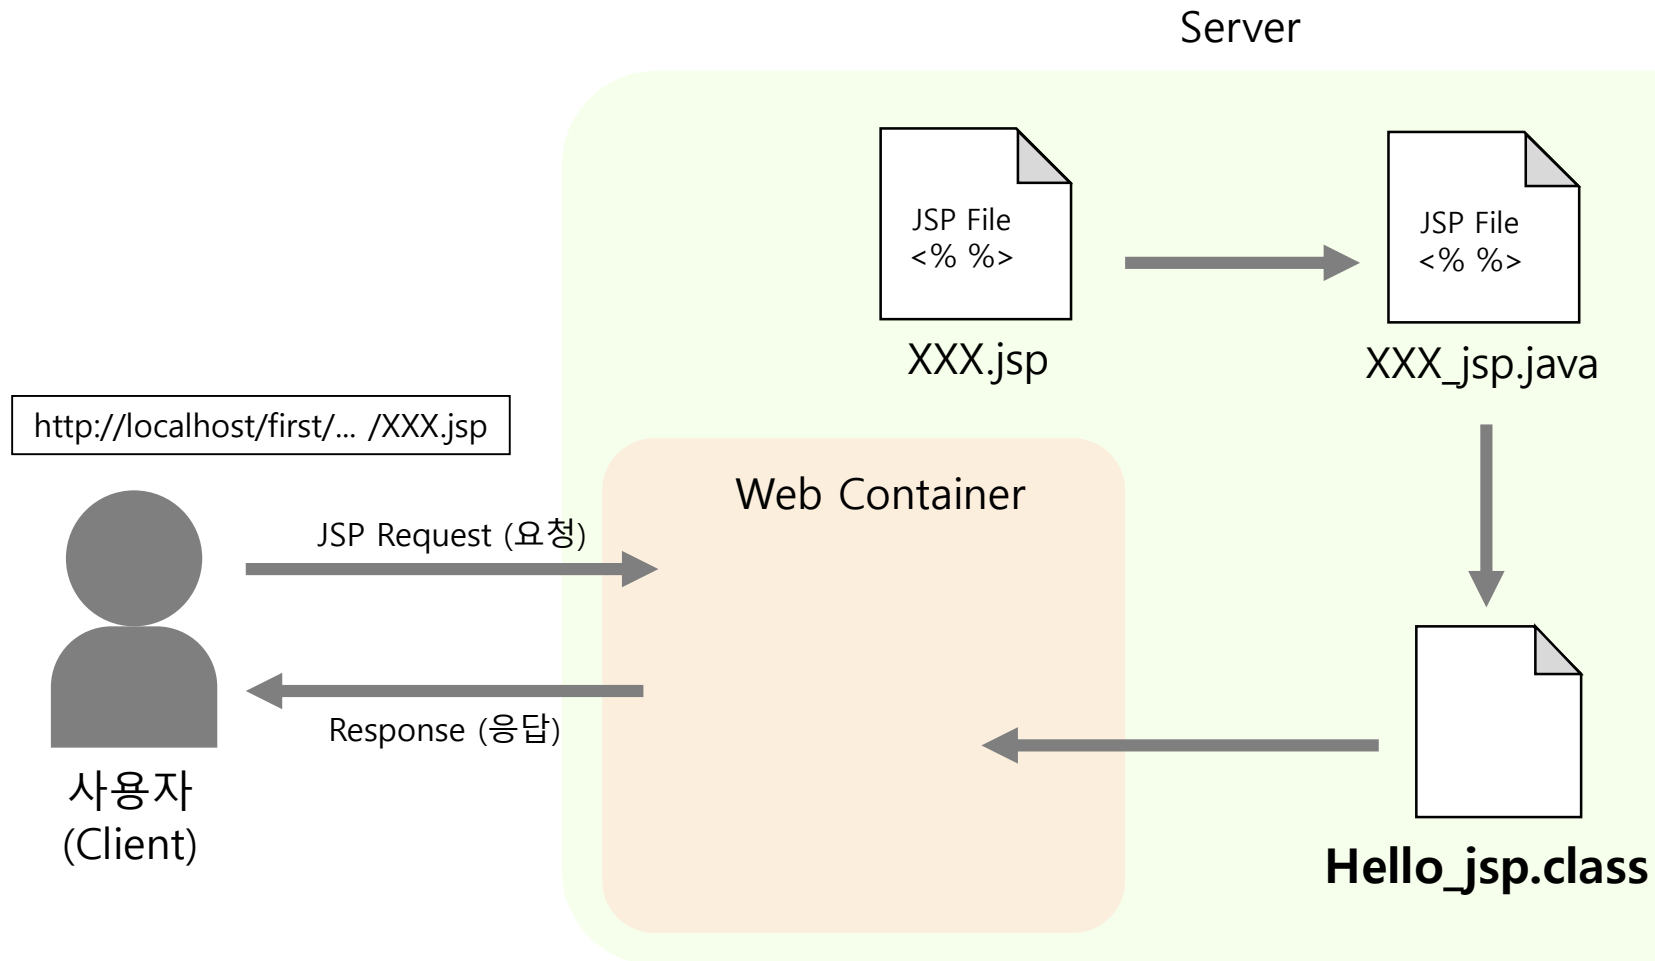 Server
JSP File
<% %>
XXX.jsp
JSP File
<% %>
XXX_jsp.java
http://localhost/first/... /XXX.jsp
Web Container
JSP Request (요청)
Response (응답)
사용자
(Client)
Hello_jsp.class